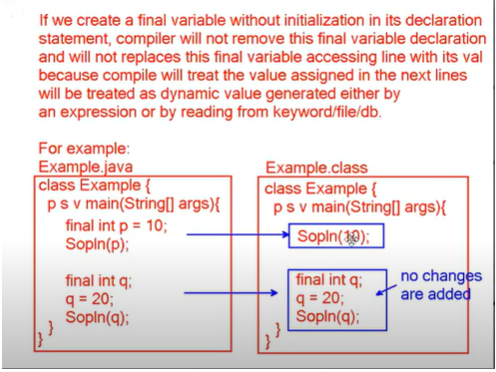 If we create a final variable without initialization in its declaration
statement, compiler will not remove this final variable declaration
and will not replaces this final variable accessing line with its val
because compile will treat the value assigned in the next lines
will be treated as dynamic value generated either by
an expression or by reading from keyword/file/db.
For example:
Example.java
class Example {
p s v main(String[] args){
final int p = 10;
Sopln(p);
final int q;
q = 20;
Sopln(q);
}
}
Example.class
class Example {
p s v main(String[] args){
Sopln(10);
final int q;
q = 20;
Sopln(q);
}
}
no changes
are added